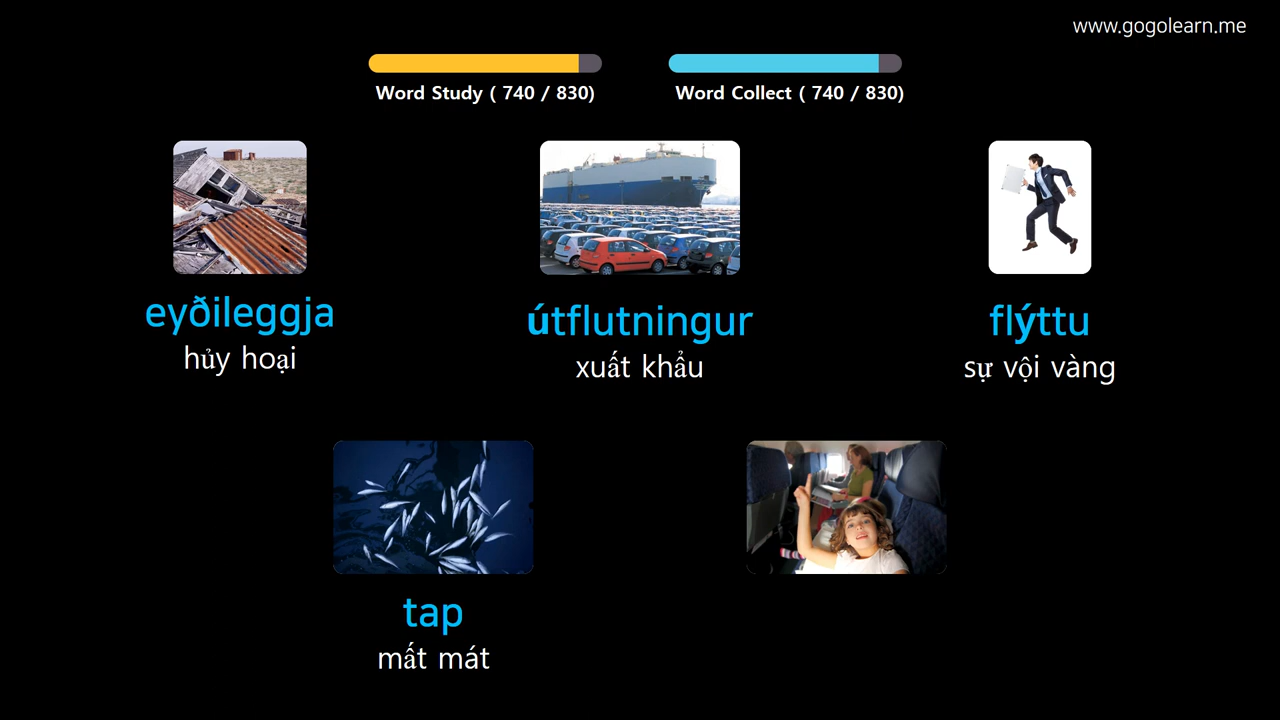 www.gogolearn.me
Word Study ( 740 / 830)
Word Collect ( 740 / 830)
eyðileggja
hủy hoại
útflutningur
xuất khẩu
flýttu
sự vội vàng
tap
mất mát